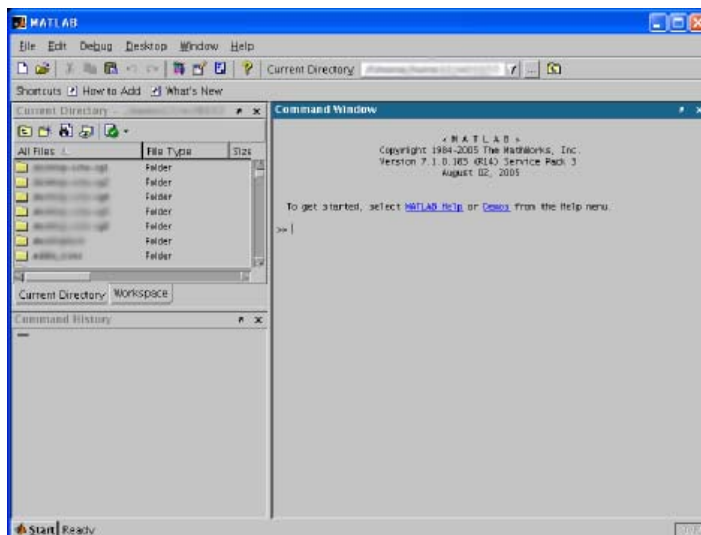 MATLAB
File Edit Debug Desktop Window Help
Current Directory:
Shortcuts How to Add What's New
Current Directory -
All Files File Type Size
Folder
Folder
Folder
Folder
Folder
Folder
Folder
Current Directory Workspace
Command History
Command Window
< M A T L A B >
Copyright 1984-2005 The MathWorks, Inc.
Version 7.1.0.183 (R14) Service Pack 3
August 02, 2005
To get started, select MATLAB Help or Demos from the Help menu.
>>
Start Ready